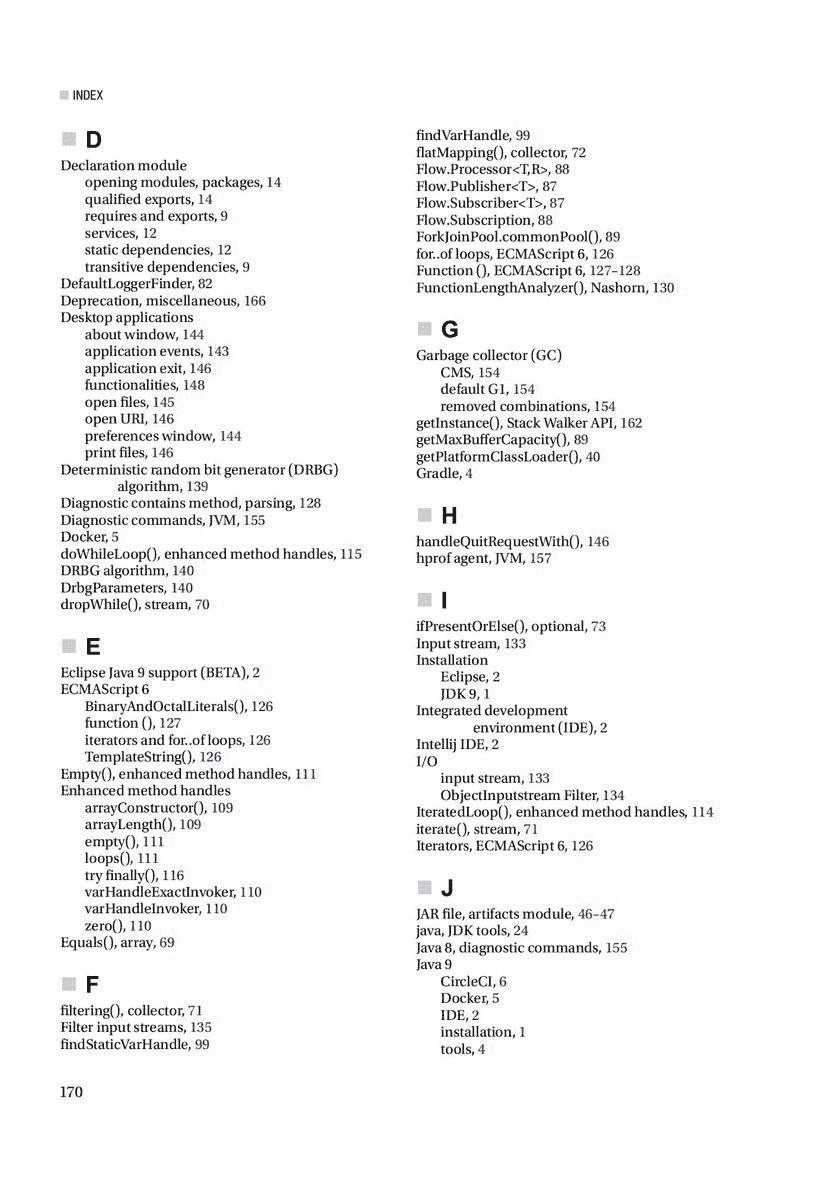 INDEX
D
Declaration module
opening modules, packages, 14
qualified exports, 14
requires and exports, 9
services, 12
static dependencies, 12
transitive dependencies, 9
DefaultLoggerFinder, 82
Deprecation, miscellaneous, 166
Desktop applications
about window, 144
application events, 143
application exit, 146
functionalities, 148
open files, 145
open URI, 146
preferences window, 144
print files, 146
Deterministic random bit generator (DRBG)
algorithm, 139
Diagnostic contains method, parsing, 128
Diagnostic commands, JVM, 155
Docker, 5
doWhileLoop(), enhanced method handles, 115
DRBG algorithm, 140
DrbgParameters, 140
dropWhile(), stream, 70
E
Eclipse Java 9 support (BETA), 2
ECMAScript 6
BinaryAndOctalLiterals(), 126
function (), 127
iterators and for..of loops, 126
TemplateString(), 126
Empty(), enhanced method handles, 111
Enhanced method handles
arrayConstructor(), 109
arrayLength(), 109
empty(), 111
loops(), 111
try finally(), 116
varHandleExactInvoker, 110
varHandleInvoker, 110
zero(), 110
Equals(), array, 69
F
filtering(), collector, 71
Filter input streams, 135
findStaticVarHandle, 99
findVarHandle, 99
flatMapping(), collector, 72
Flow.Processor<T,R>, 88
Flow.Publisher<T>, 87
Flow.Subscriber<T>, 87
Flow.Subscription, 88
ForkJoinPool.commonPool(), 89
for..of loops, ECMAScript 6, 126
Function (), ECMAScript 6, 127–128
FunctionLengthAnalyzer(), Nashorn, 130
G
Garbage collector (GC)
CMS, 154
default G1, 154
removed combinations, 154
getInstance(), Stack Walker API, 162
getMaxBufferCapacity(), 89
getPlatformClassLoader(), 40
Gradle, 4
H
handleQuitRequestWith(), 146
hprof agent, JVM, 157
I
ifPresentOrElse(), optional, 73
Input stream, 133
Installation
Eclipse, 2
JDK 9, 1
Integrated development
environment (IDE), 2
Intellij IDE, 2
I/O
input stream, 133
ObjectInputstream Filter, 134
IteratedLoop(), enhanced method handles, 114
iterate(), stream, 71
Iterators, ECMAScript 6, 126
J
JAR file, artifacts module, 46–47
java, JDK tools, 24
Java 8, diagnostic commands, 155
Java 9
CircleCI, 6
Docker, 5
IDE, 2
installation, 1
tools, 4
170